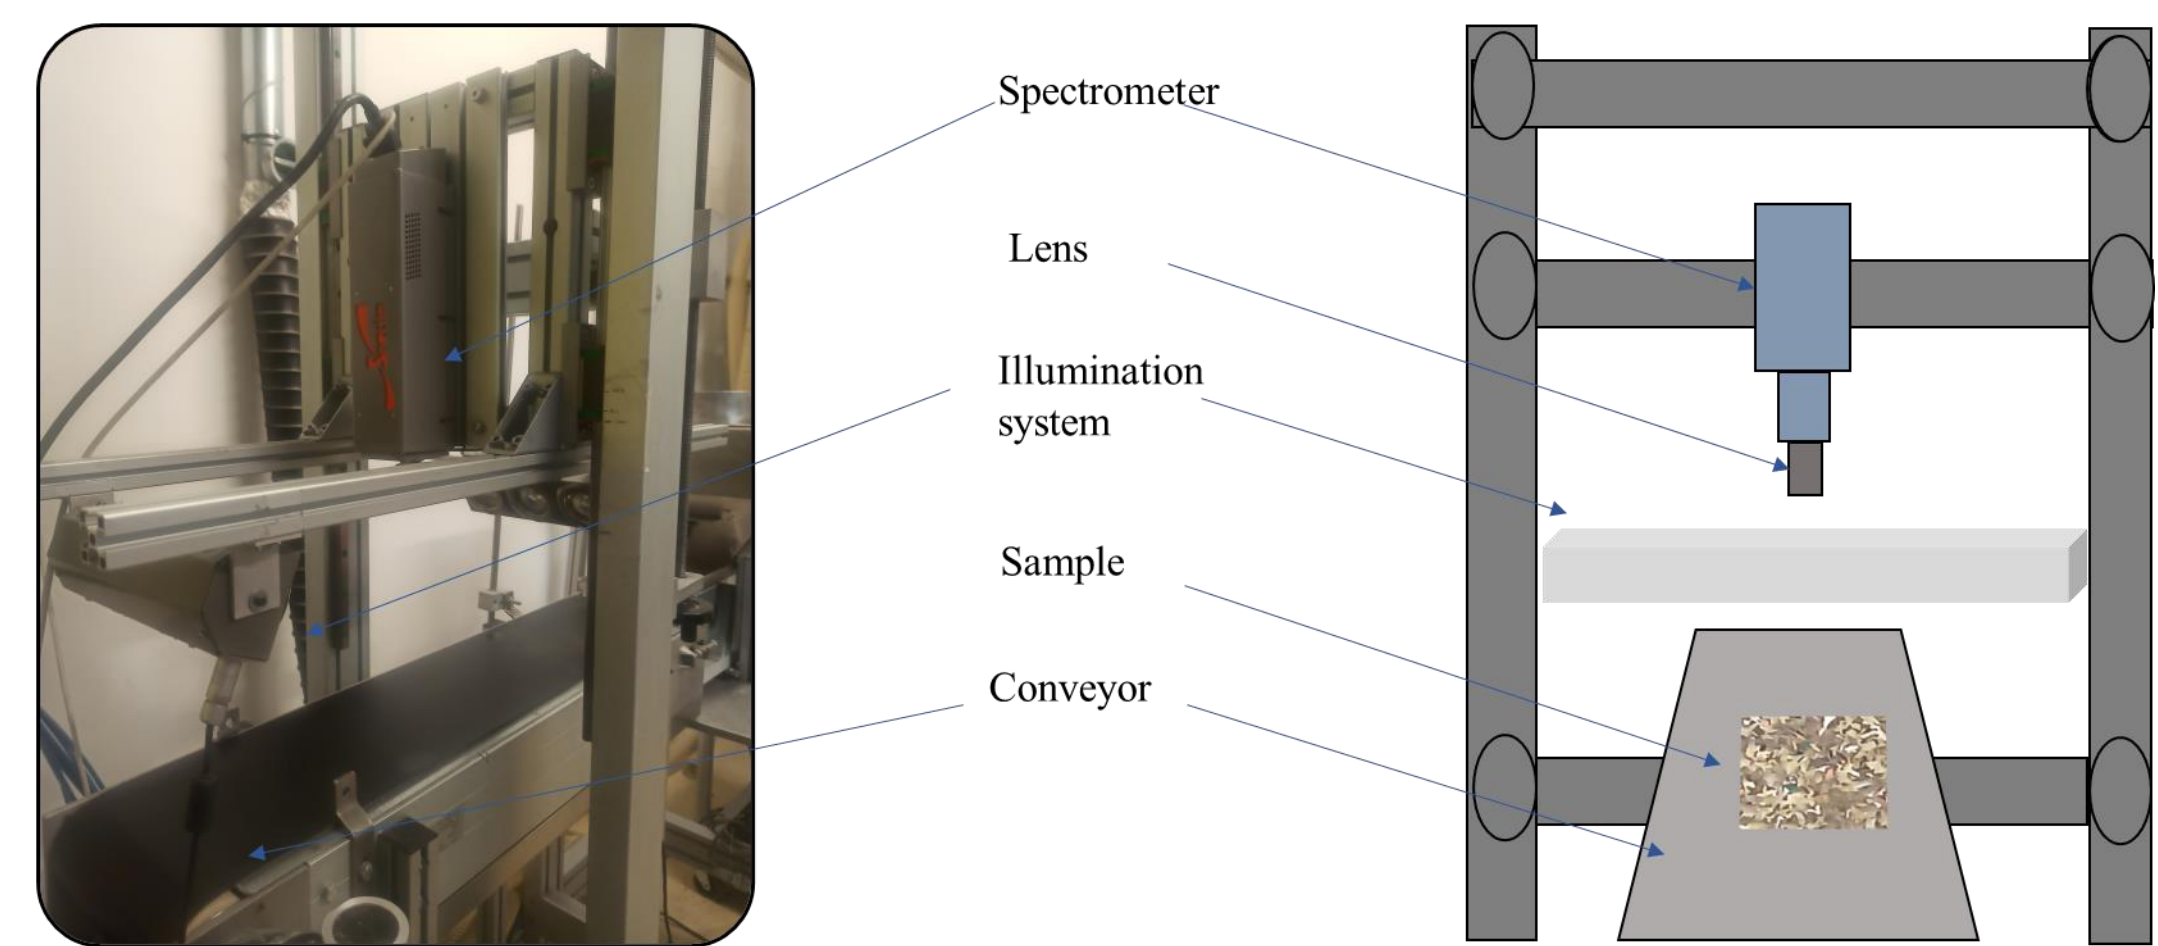 Spectrometer
Lens
Illumination
system
Sample
Conveyor